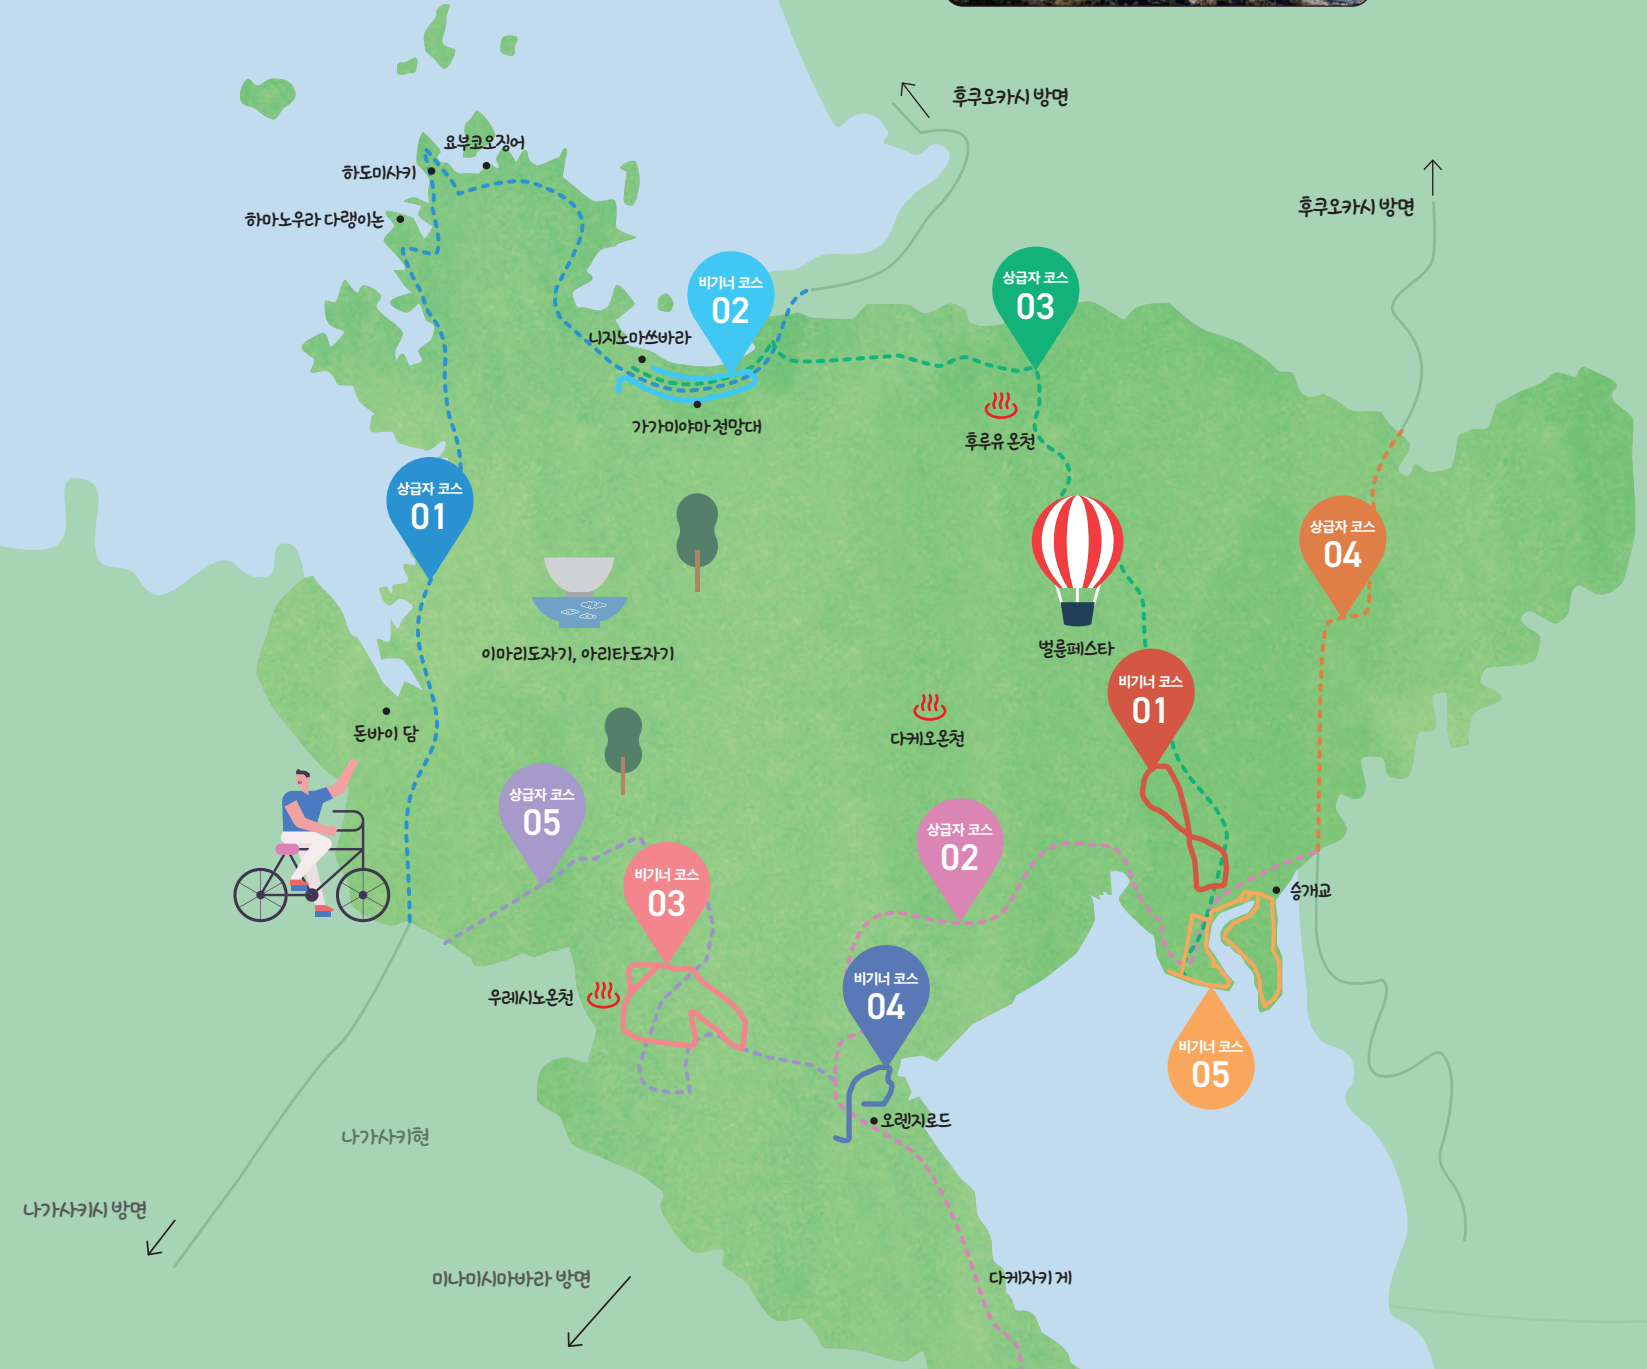 후쿠오카시 방면
요부코오징어
하도미사키
후쿠오카시 방면
하마노우라 다랭이논
비기너 코스
02
상급자 코스
03
니지노마쓰바라
가가미야마 전망대
후루유 온천
상급자 코스
01
상급자 코스
04
벌룬페스타
이마리도자기, 아리타도자기
비기너 코스
01
돈바이 담
다케오온천
상급자 코스
05
상급자 코스
02
비기너 코스
03
승개교
우레시노온천
비기너 코스
04
비기너 코스
05
오렌지로드
나가사키현
나가사키시 방면
미나미시마바라 방면
다케자키 게